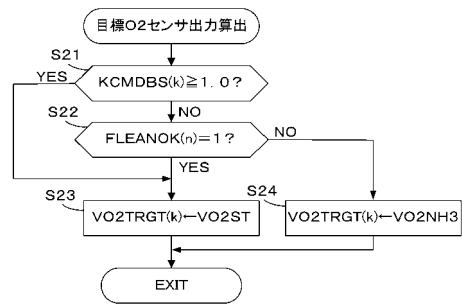 目標O2センサ出力算出
S21
KCMDBS(k)≧1.0?
YES
NO
S22
FLEANOK(n)=1?
NO
YES
S23
VO2TRGT(k)←VO2ST
S24
VO2TRGT(k)←VO2NH3
EXIT